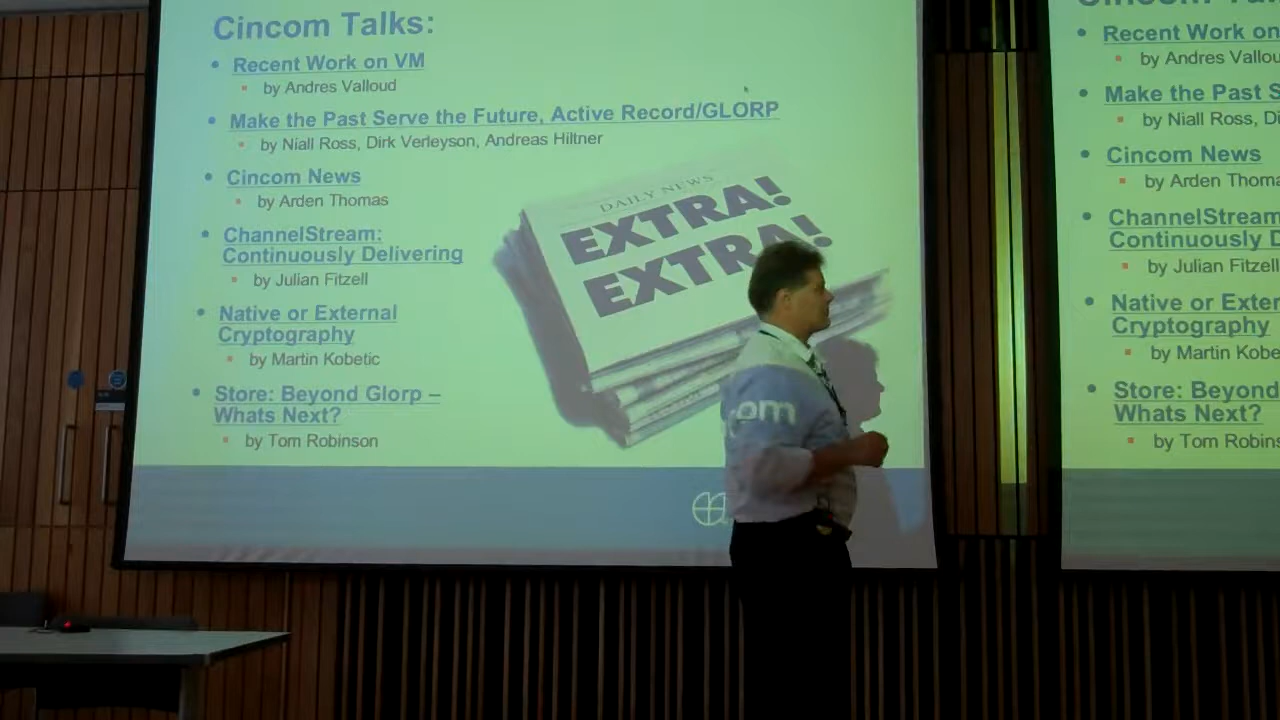 Cincom Talks:
Recent Work on VM
by Andres Valloud
Make the Past Serve the Future, Active Record/GLORP
by Niall Ross, Dirk Verleyson, Andreas Hiltner
Cincom News
by Arden Thomas
ChannelStream:
Continuously Delivering
by Julian Fitzell
Native or External
Cryptography
by Martin Kobetic
Store: Beyond Glorp –
Whats Next?
by Tom Robinson
DAILY NEWS
EXTRA!
EXTRA!
com
Recent Work on
by Andres Vallou
Make the Past S
by Niall Ross, Di
Cincom News
by Arden Thoma
ChannelStream
Continuously D
by Julian Fitzell
Native or Exter
Cryptography
by Martin Kobe
Store: Beyond
Whats Next?
by Tom Robins